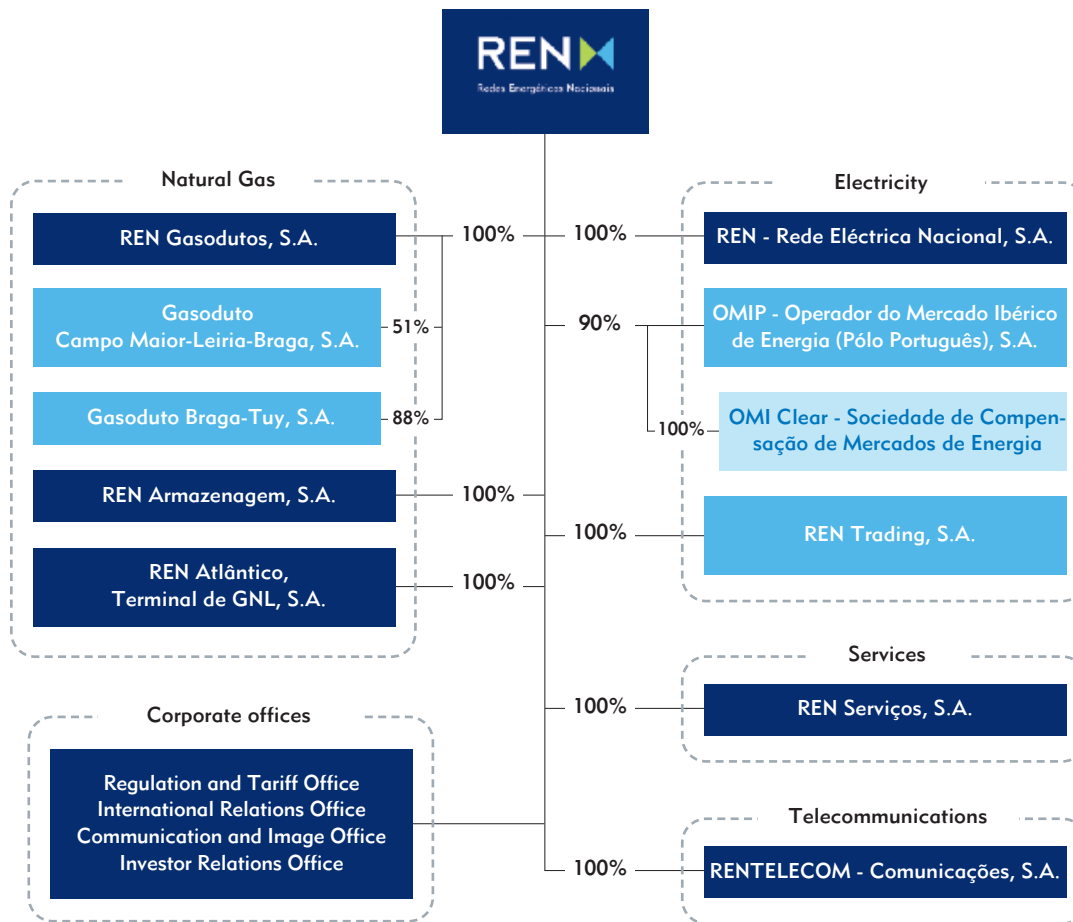 REN
Redes Energéticas Nacionais
Natural Gas
REN Gasodutos, S.A.
100%
Gasoduto
Campo Maior-Leiria-Braga, S.A.
51%
Gasoduto Braga-Tuy, S.A.
88%
REN Armazenagem, S.A.
100%
REN Atlântico,
Terminal de GNL, S.A.
100%
Corporate offices
Regulation and Tariff Office
International Relations Office
Communication and Image Office
Investor Relations Office
Electricity
100%
REN - Rede Eléctrica Nacional, S.A.
90%
OMIP - Operador do Mercado Ibérico
de Energia (Pólo Português), S.A.
100%
OMI Clear - Sociedade de Compen-
sação de Mercados de Energia
100%
REN Trading, S.A.
Services
100%
REN Serviços, S.A.
Telecommunications
100%
RENTELECOM - Comunicações, S.A.